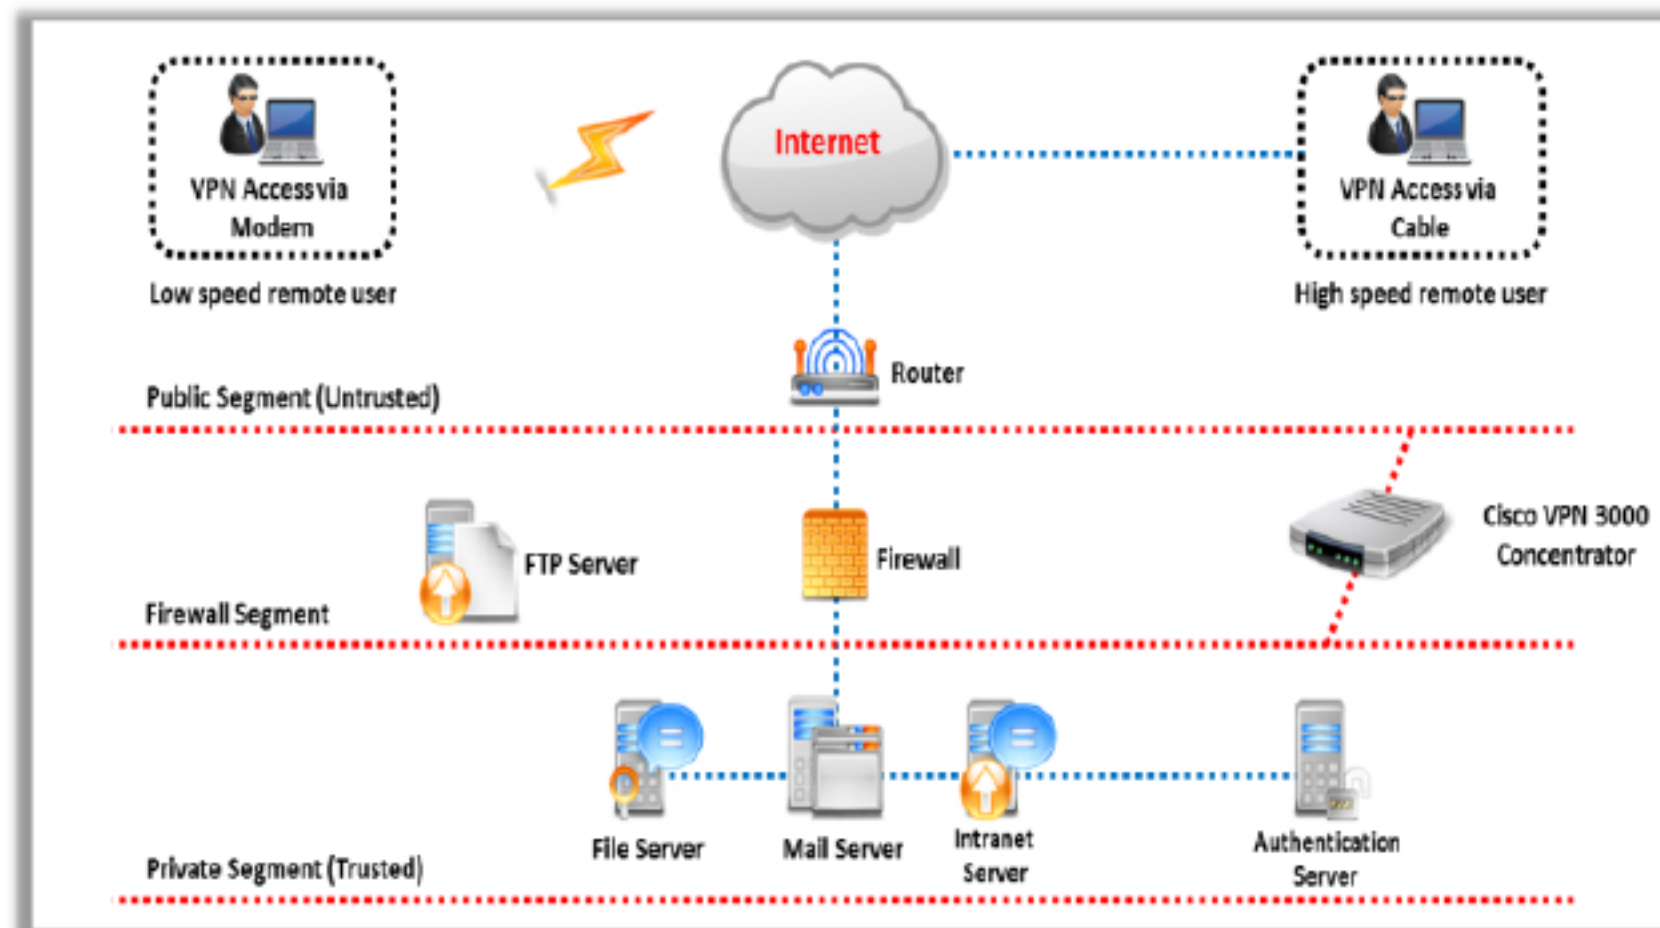 Internet
VPN Access via
Modem
VPN Access via
Cable
Low speed remote user
High speed remote user
Router
Public Segment (Untrusted)
Cisco VPN 3000
Concentrator
FTP Server
Firewall
Firewall Segment
File Server
Mail Server
Intranet
Server
Authentication
Server
Private Segment (Trusted)